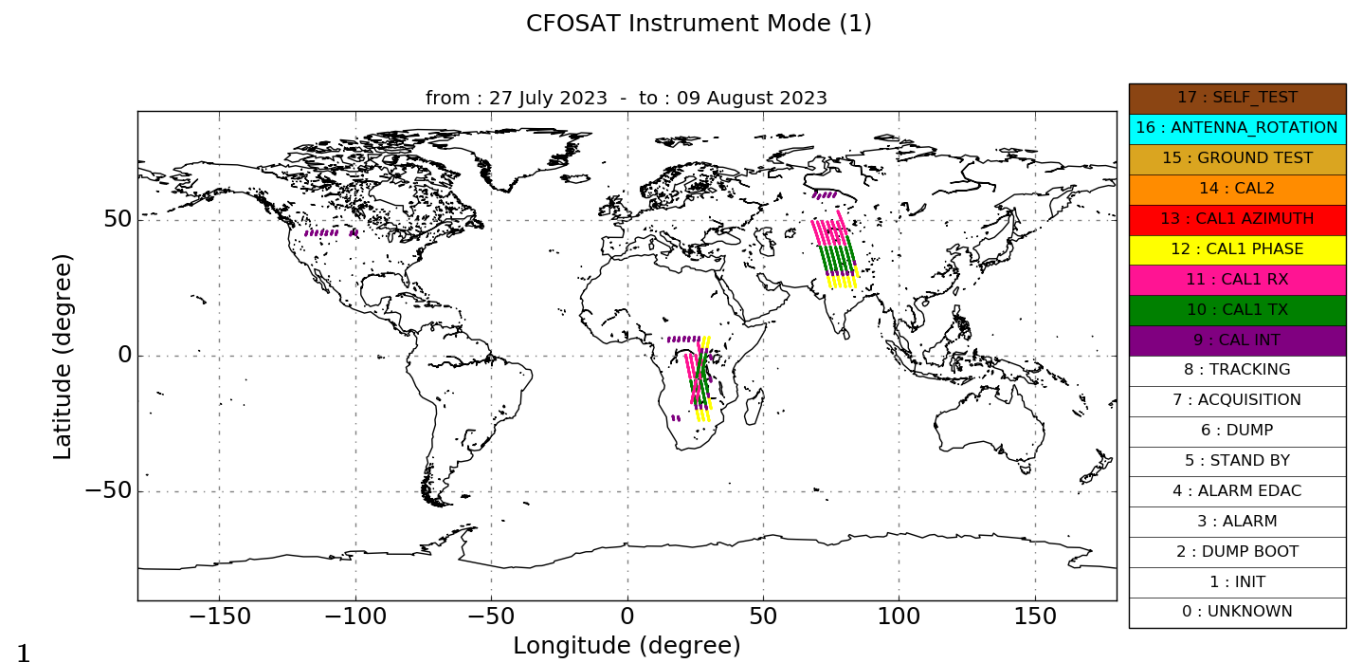 CFOSAT Instrument Mode (1)
from : 27 July 2023 - to : 09 August 2023
17 : SELF_TEST
16 : ANTENNA_ROTATION
15 : GROUND TEST
14 : CAL2
13 : CAL1 AZIMUTH
12 : CAL1 PHASE
11 : CAL1 RX
10 : CAL1 TX
9 : CAL INT
8 : TRACKING
7 : ACQUISITION
6 : DUMP
5 : STAND BY
4 : ALARM EDAC
3 : ALARM
2 : DUMP BOOT
1 : INIT
0 : UNKNOWN
Latitude (degree)
50
0
−50
−150 −100 −50 0 50 100 150
Longitude (degree)
1